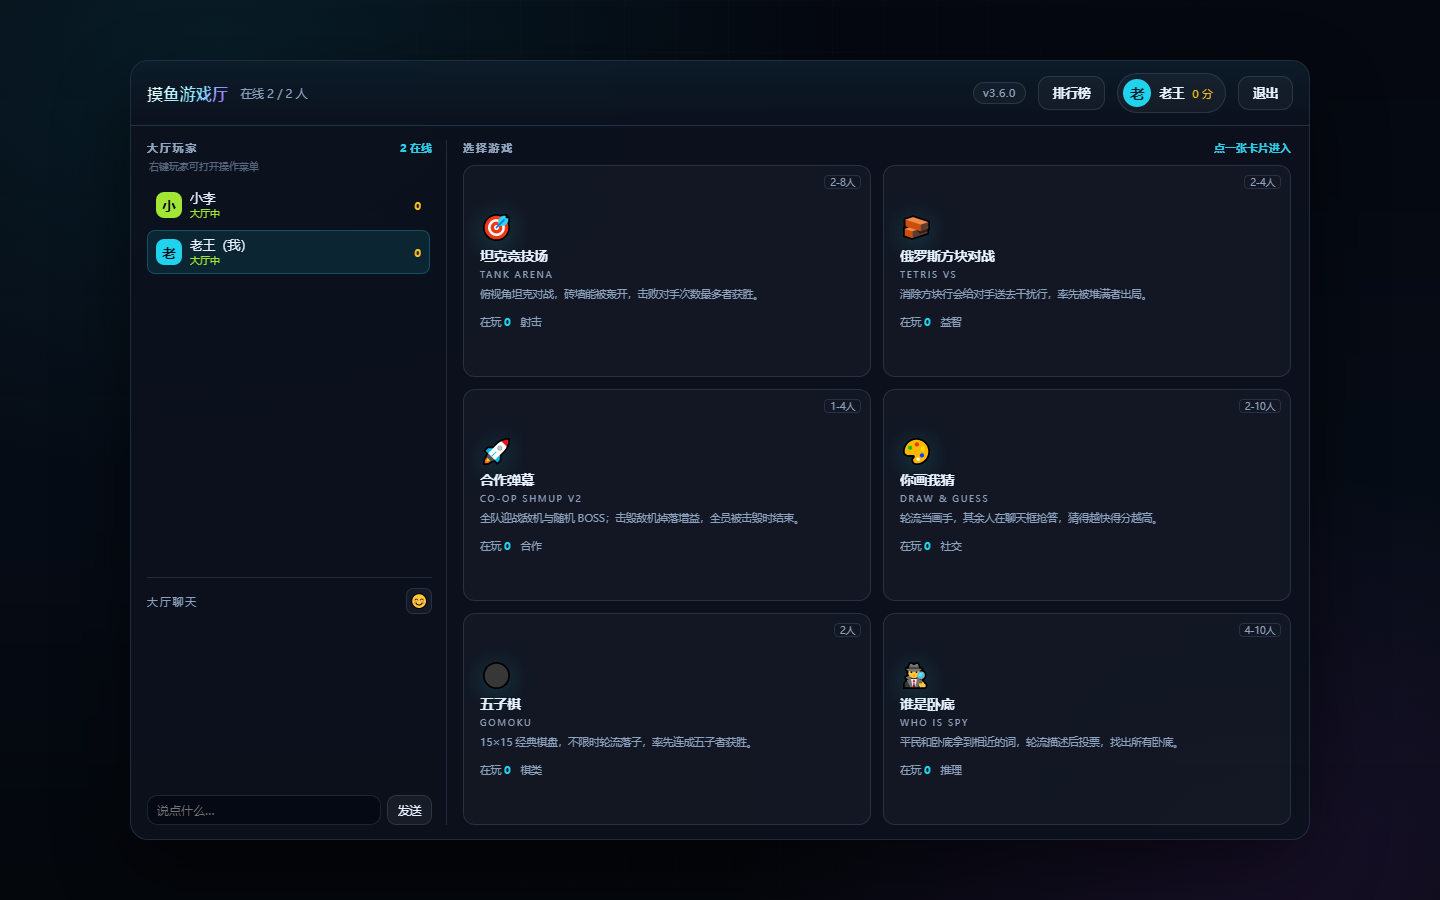 摸鱼游戏厅 在线 2 / 2 人
v3.6.0
排行榜
老 老王 0 分
退出
大厅玩家
2 在线
右键玩家可打开操作菜单
小 小李
大厅中
0
老 老王（我）
大厅中
0
大厅聊天
说点什么...
发送
选择游戏
点一张卡片进入
2-8人
坦克竞技场
TANK ARENA
俯视角坦克对战，砖墙能被轰开，击败对手次数最多者获胜。
在玩 0 射击
2-4人
俄罗斯方块对战
TETRIS VS
消除方块行会给对手送去干扰行，率先被堆满者出局。
在玩 0 益智
1-4人
合作弹幕
CO-OP SHMUP V2
全队迎战敌机与随机 BOSS；击毁敌机掉落增益，全员被击毁时结束。
在玩 0 合作
2-10人
你画我猜
DRAW & GUESS
轮流当画手，其余人在聊天框抢答，猜得越快得分越高。
在玩 0 社交
2人
五子棋
GOMOKU
15×15 经典棋盘，不限时轮流落子，率先连成五子者获胜。
在玩 0 棋类
4-10人
谁是卧底
WHO IS SPY
平民和卧底拿到相近的词，轮流描述后投票，找出所有卧底。
在玩 0 推理